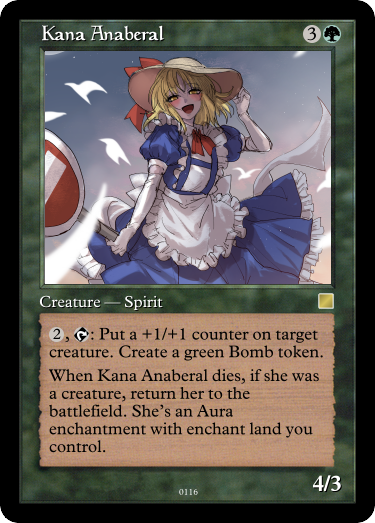 Kana Anaberal
3
Creature — Spirit
2, : Put a +1/+1 counter on target
creature. Create a green Bomb token.
When Kana Anaberal dies, if she was
a creature, return her to the
battlefield. She's an Aura
enchantment with enchant land you
control.
4/3
0116